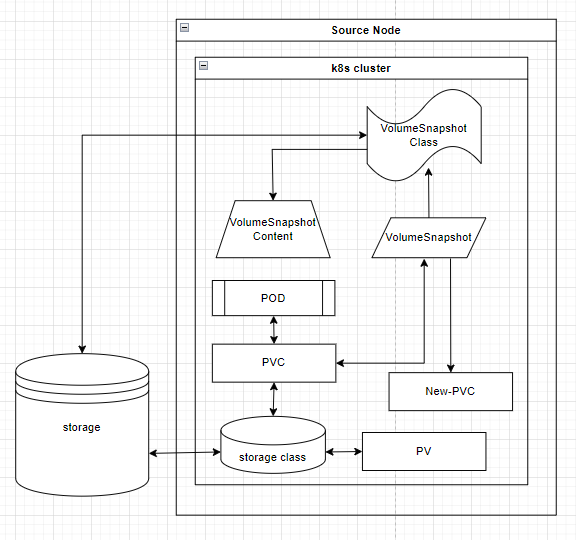 Source Node
k8s cluster
VolumeSnapshot
Class
VolumeSnapshot
Content
VolumeSnapshot
POD
PVC
New-PVC
storage
storage class
PV